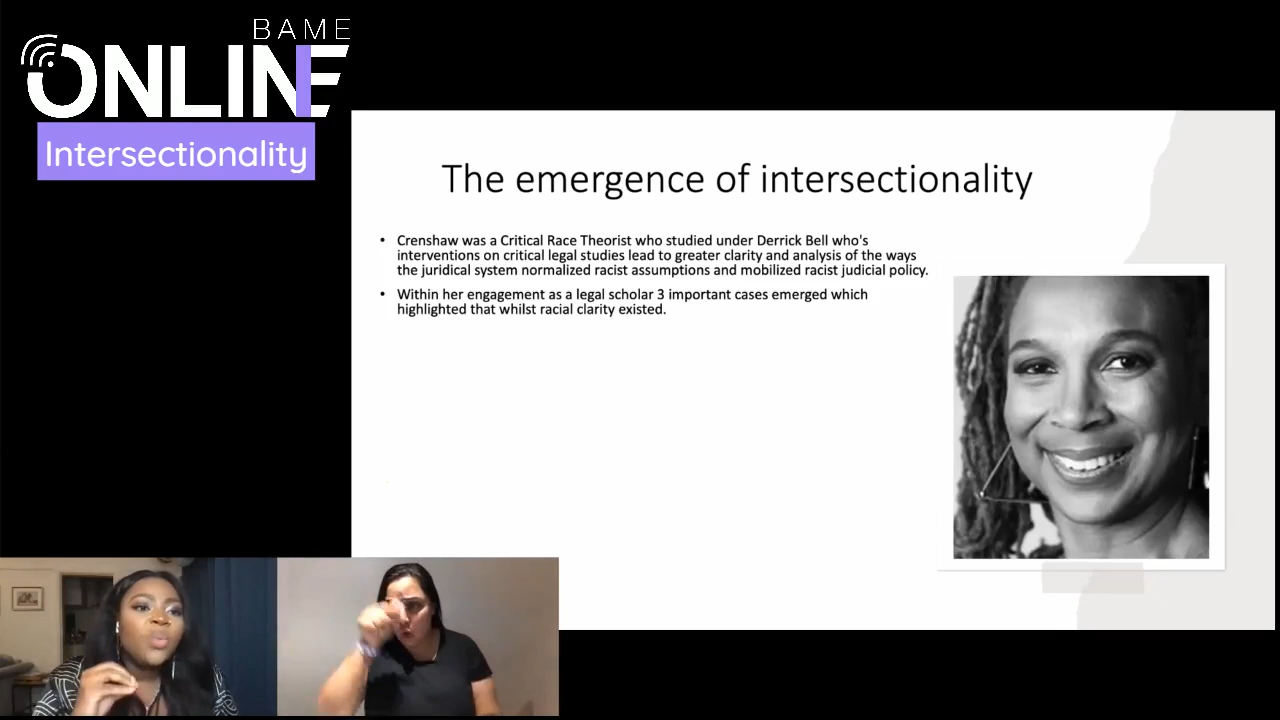 BAME
ONLINE
Intersectionality
The emergence of intersectionality
• Crenshaw was a Critical Race Theorist who studied under Derrick Bell who's
interventions on critical legal studies lead to greater clarity and analysis of the ways
the juridical system normalized racist assumptions and mobilized racist judicial policy.
• Within her engagement as a legal scholar 3 important cases emerged which
highlighted that whilst racial clarity existed.